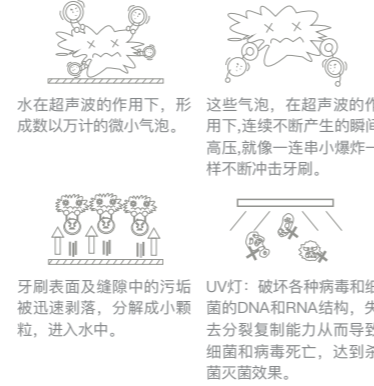 水在超声波的作用下，形
成数以万计的微小气泡。
这些气泡，在超声波的作
用下,连续不断产生的瞬间
高压,就像一连串小爆炸一
样不断冲击牙刷。
牙刷表面及缝隙中的污垢
被迅速剥落，分解成小颗
粒，进入水中。
UV灯：破坏各种病毒和细
菌的DNA和RNA结构，失
去分裂复制能力从而导致
细菌和病毒死亡，达到杀
菌灭菌效果。